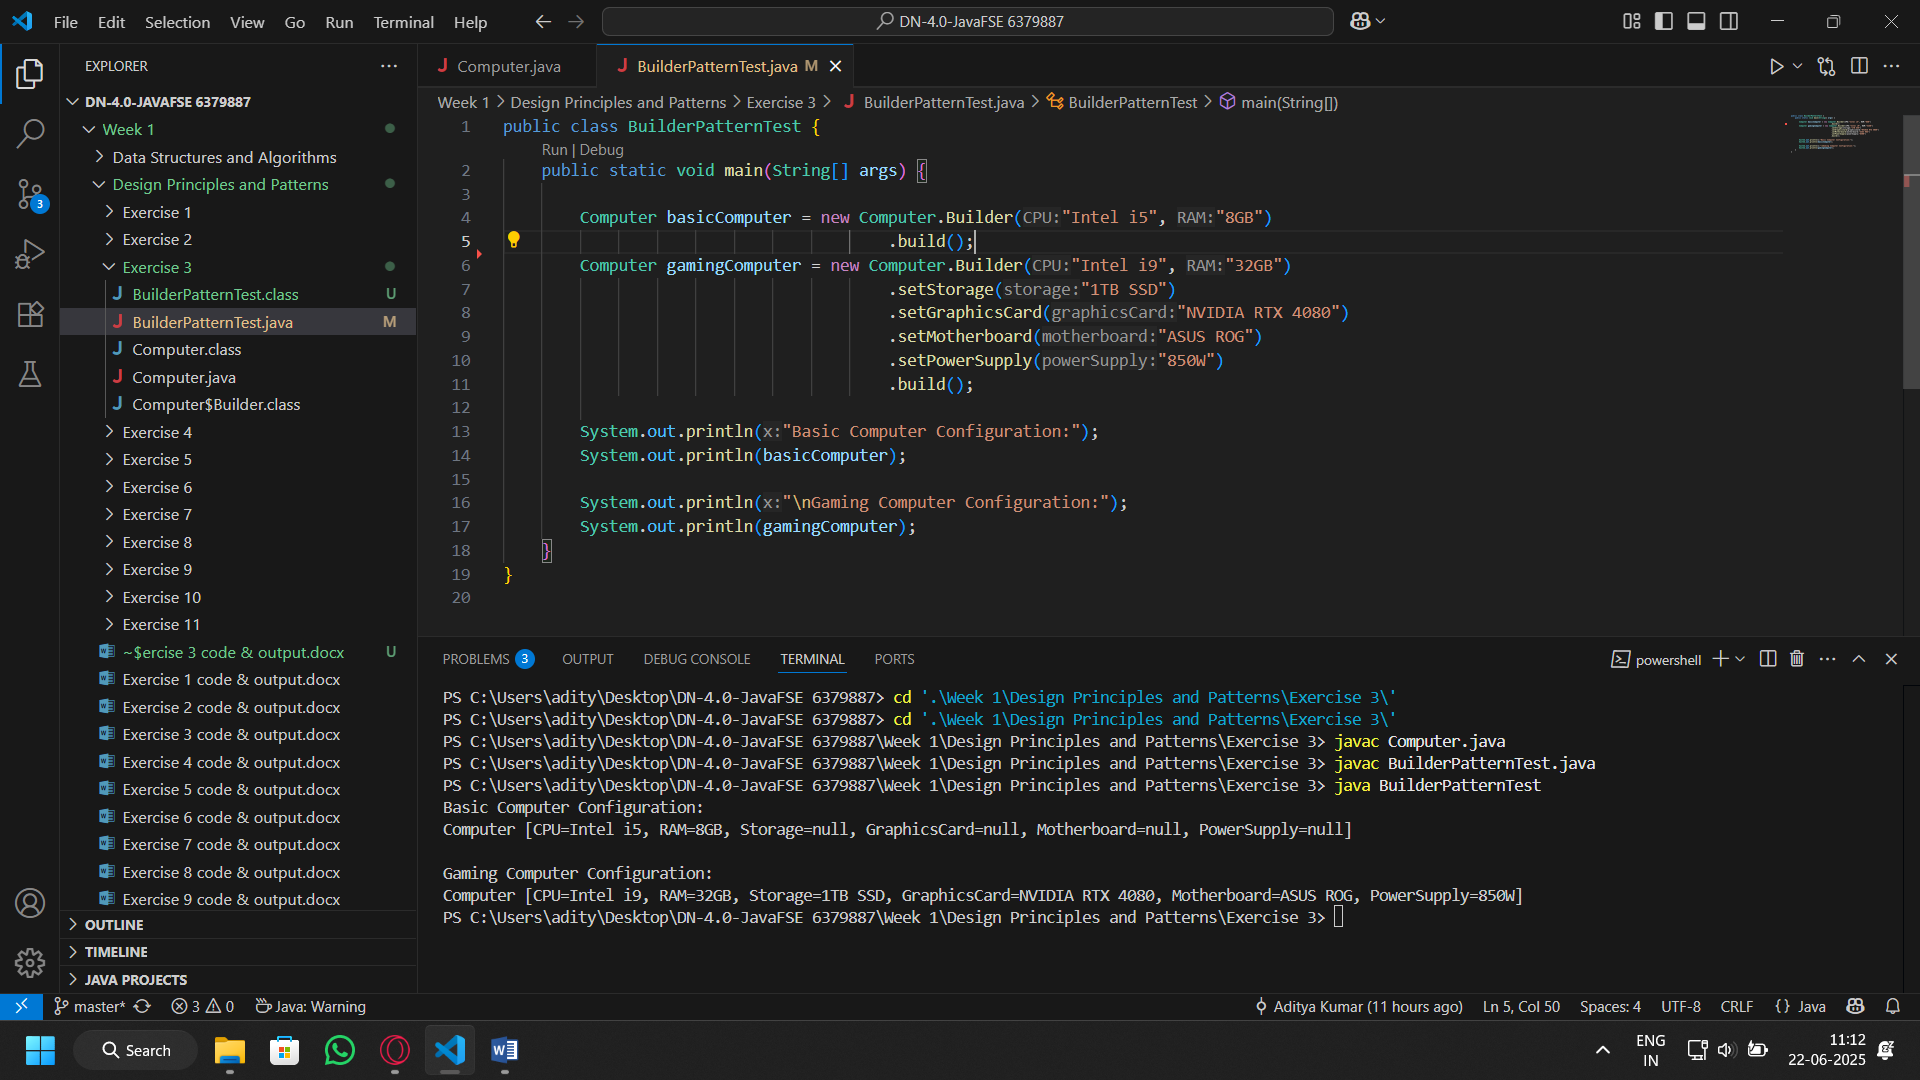 File Edit Selection View Go Run Terminal Help
DN-4.0-JavaFSE 6379887
EXPLORER
DN-4.0-JAVAFSE 6379887
Week 1
Data Structures and Algorithms
Design Principles and Patterns
Exercise 1
Exercise 2
Exercise 3
BuilderPatternTest.class U
BuilderPatternTest.java M
Computer.class
Computer.java
Computer$Builder.class
Exercise 4
Exercise 5
Exercise 6
Exercise 7
Exercise 8
Exercise 9
Exercise 10
Exercise 11
~$ercise 3 code & output.docx U
Exercise 1 code & output.docx
Exercise 2 code & output.docx
Exercise 3 code & output.docx
Exercise 4 code & output.docx
Exercise 5 code & output.docx
Exercise 6 code & output.docx
Exercise 7 code & output.docx
Exercise 8 code & output.docx
Exercise 9 code & output.docx
OUTLINE
TIMELINE
JAVA PROJECTS
3
Computer.java BuilderPatternTest.java M
Week 1 > Design Principles and Patterns > Exercise 3 > BuilderPatternTest.java > BuilderPatternTest > main(String[])
1 public class BuilderPatternTest {
Run | Debug
2 public static void main(String[] args) {
3
4 Computer basicComputer = new Computer.Builder(CPU:"Intel i5", RAM:"8GB")
5 .build();
6 Computer gamingComputer = new Computer.Builder(CPU:"Intel i9", RAM:"32GB")
7 .setStorage(storage:"1TB SSD")
8 .setGraphicsCard(graphicsCard:"NVIDIA RTX 4080")
9 .setMotherboard(motherboard:"ASUS ROG")
10 .setPowerSupply(powerSupply:"850W")
11 .build();
12
13 System.out.println(x:"Basic Computer Configuration:");
14 System.out.println(basicComputer);
15
16 System.out.println(x:"\nGaming Computer Configuration:");
17 System.out.println(gamingComputer);
18 }
19 }
20
PROBLEMS 3 OUTPUT DEBUG CONSOLE TERMINAL PORTS
powershell
PS C:\Users\adity\Desktop\DN-4.0-JavaFSE 6379887> cd '.\Week 1\Design Principles and Patterns\Exercise 3\'
PS C:\Users\adity\Desktop\DN-4.0-JavaFSE 6379887> cd '.\Week 1\Design Principles and Patterns\Exercise 3\'
PS C:\Users\adity\Desktop\DN-4.0-JavaFSE 6379887\Week 1\Design Principles and Patterns\Exercise 3> javac Computer.java
PS C:\Users\adity\Desktop\DN-4.0-JavaFSE 6379887\Week 1\Design Principles and Patterns\Exercise 3> javac BuilderPatternTest.java
PS C:\Users\adity\Desktop\DN-4.0-JavaFSE 6379887\Week 1\Design Principles and Patterns\Exercise 3> java BuilderPatternTest
Basic Computer Configuration:
Computer [CPU=Intel i5, RAM=8GB, Storage=null, GraphicsCard=null, Motherboard=null, PowerSupply=null]
Gaming Computer Configuration:
Computer [CPU=Intel i9, RAM=32GB, Storage=1TB SSD, GraphicsCard=NVIDIA RTX 4080, Motherboard=ASUS ROG, PowerSupply=850W]
PS C:\Users\adity\Desktop\DN-4.0-JavaFSE 6379887\Week 1\Design Principles and Patterns\Exercise 3>
master* 3 0 Java: Warning
Aditya Kumar (11 hours ago) Ln 5, Col 50 Spaces: 4 UTF-8 CRLF {} Java
Search
ENG
IN
11:12
22-06-2025